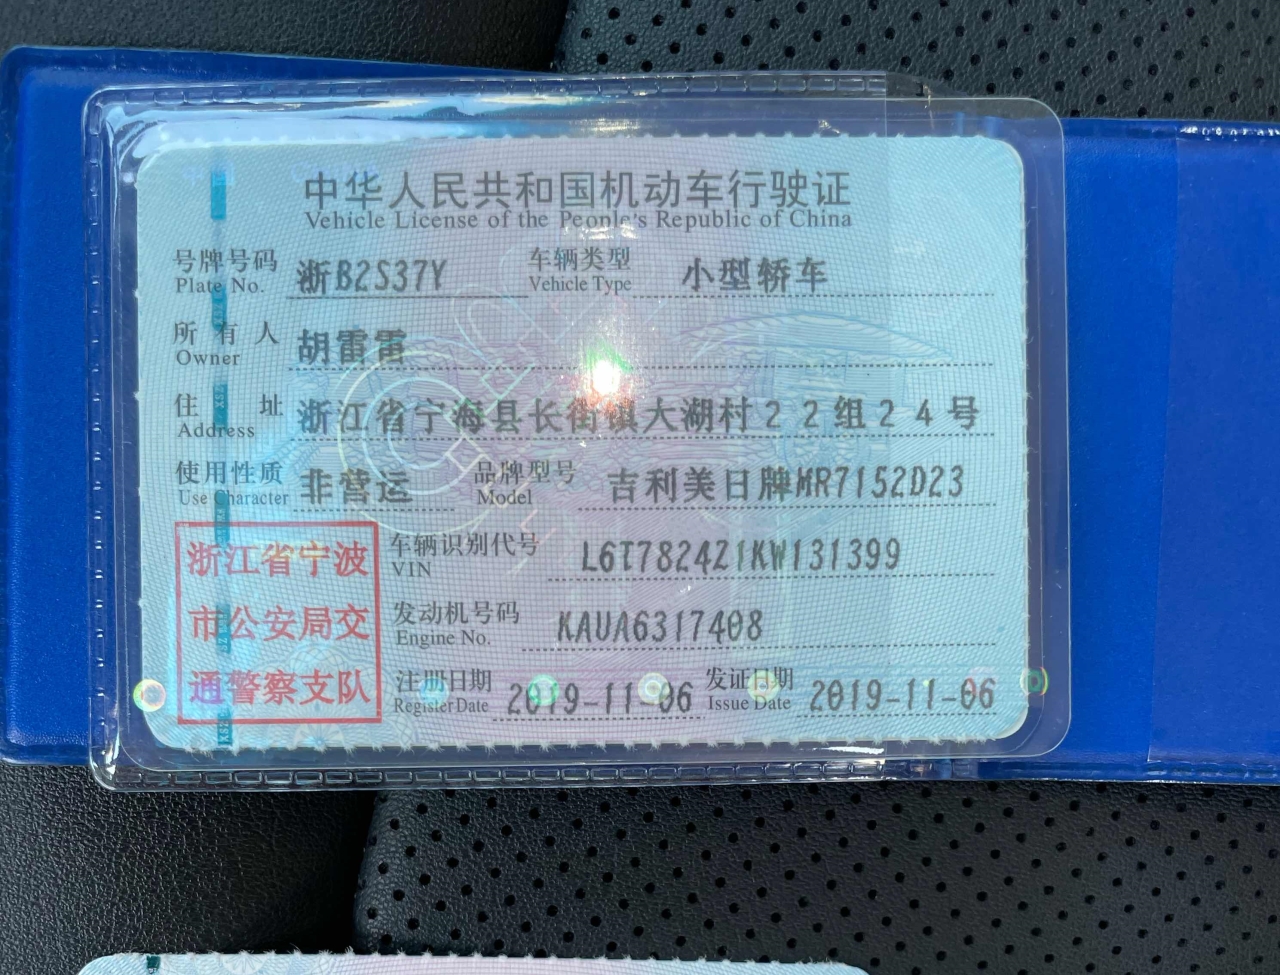 中华人民共和国机动车行驶证
Vehicle License of the People's Republic of China
号牌号码 浙B2S37Y 车辆类型 小型轿车
Plate No. Vehicle Type
所有人 胡雷雷
Owner
住址 浙江省宁海县长街镇大湖村22组24号
Address
使用性质 非营运 品牌型号 吉利美日牌MR7152D23
Use Character Model
浙江省宁波
市公安局交
通警察支队
车辆识别代号 L6T7824Z1KW131399
VIN
发动机号码 KAUA6317408
Engine No.
注册日期 2019-11-06 发证日期 2019-11-06
Register Date Issue Date